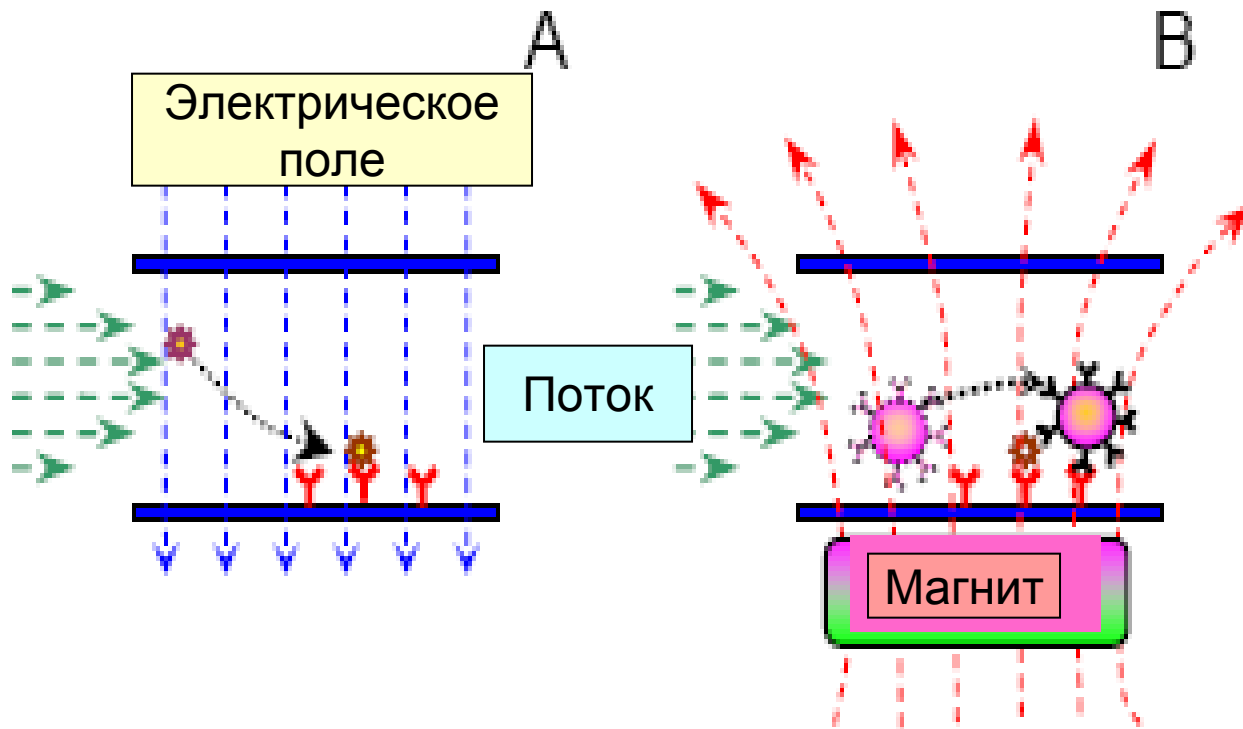 A
B
Электрическое
поле
Поток
Магнит